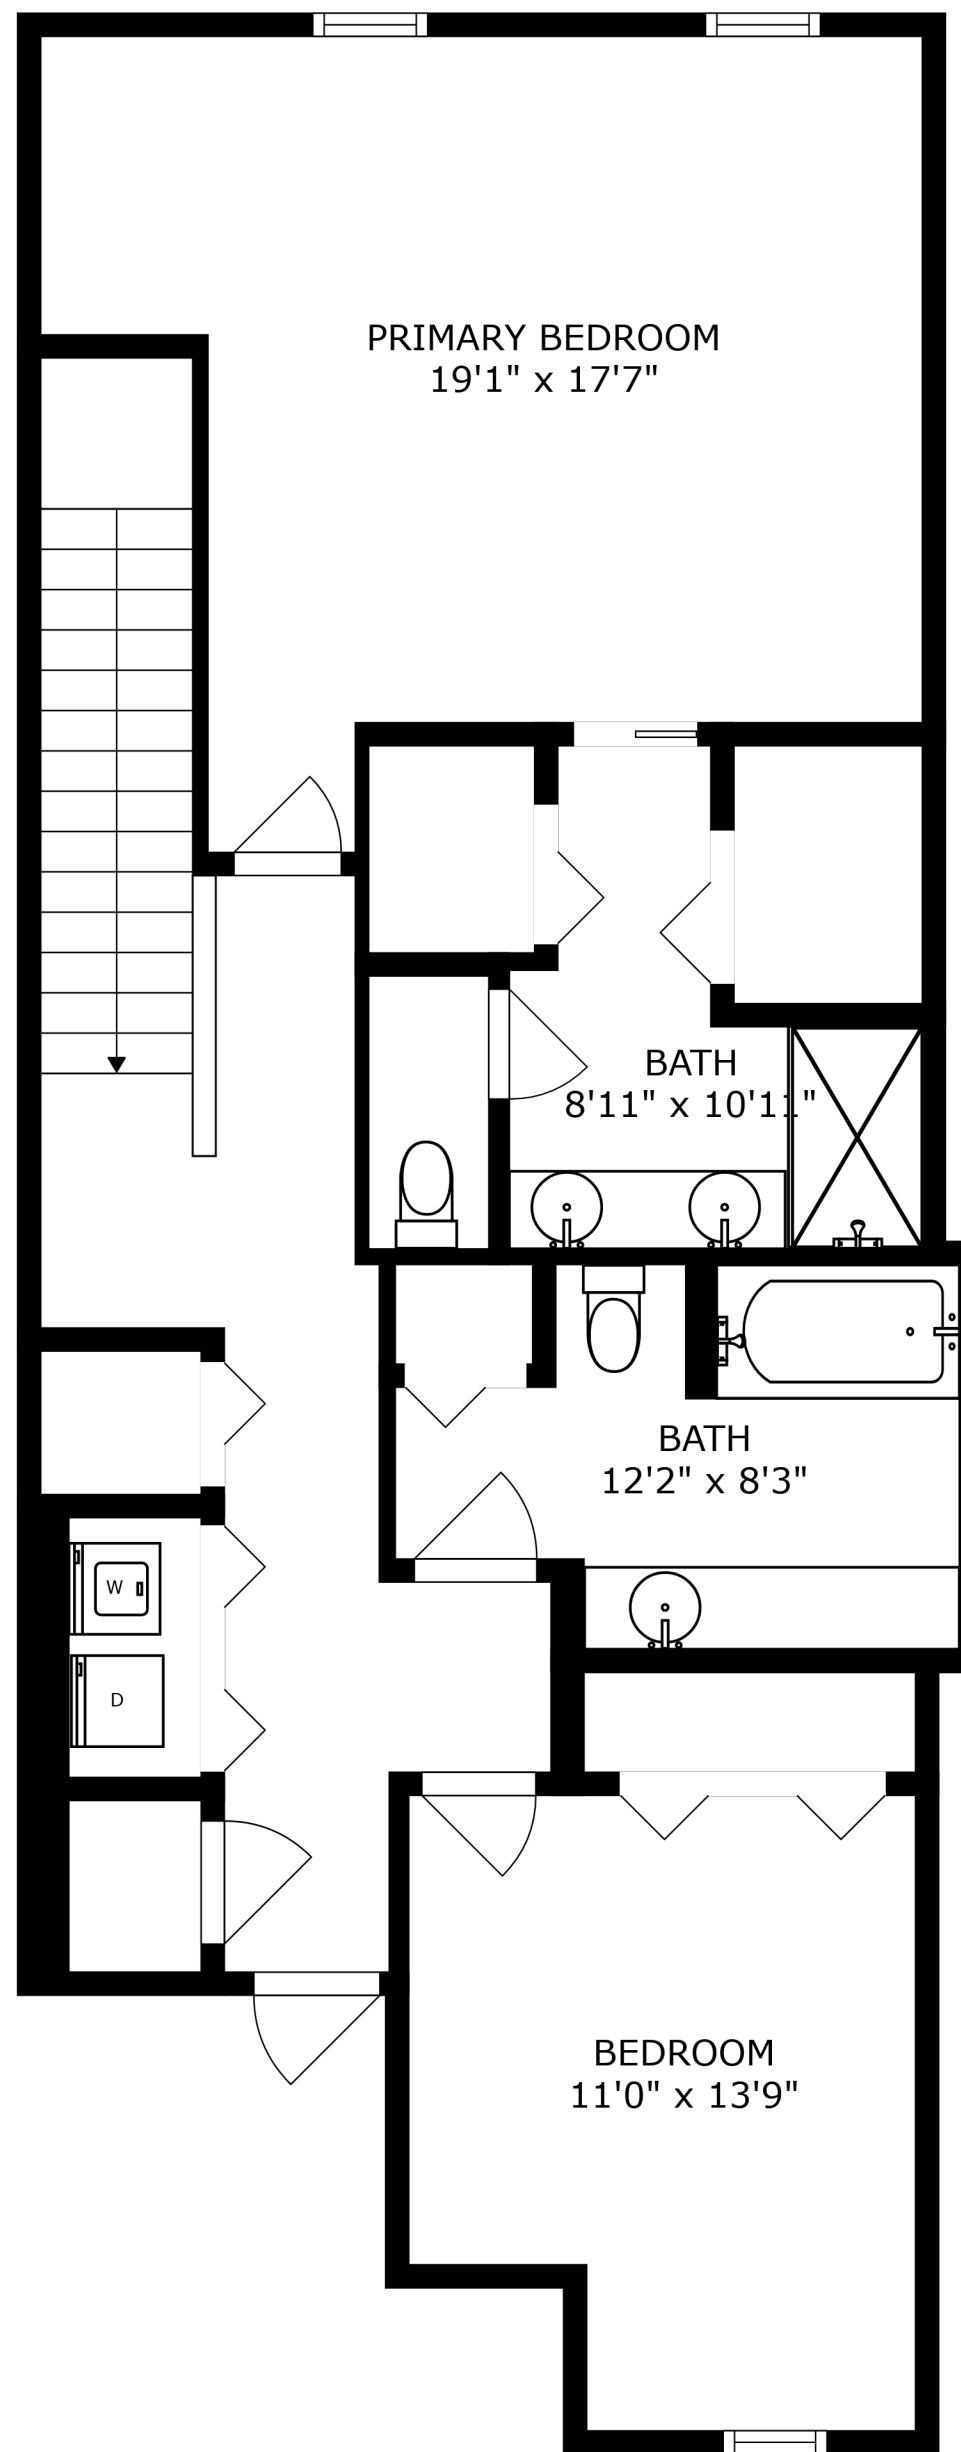 PRIMARY BEDROOM
19'1" x 17'7"
BATH
8'11" x 10'11"
BATH
12'2" x 8'3"
W
D
BEDROOM
11'0" x 13'9"